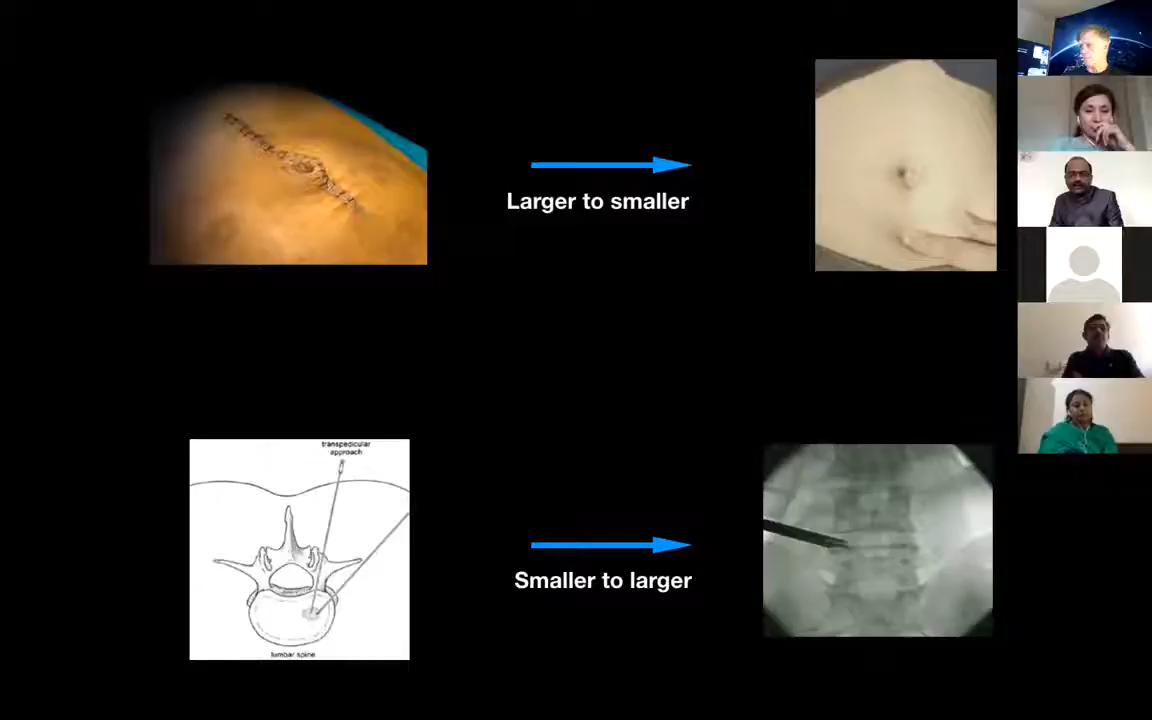 Larger to smaller
transpedicular
approach
Smaller to larger
lumbar spine